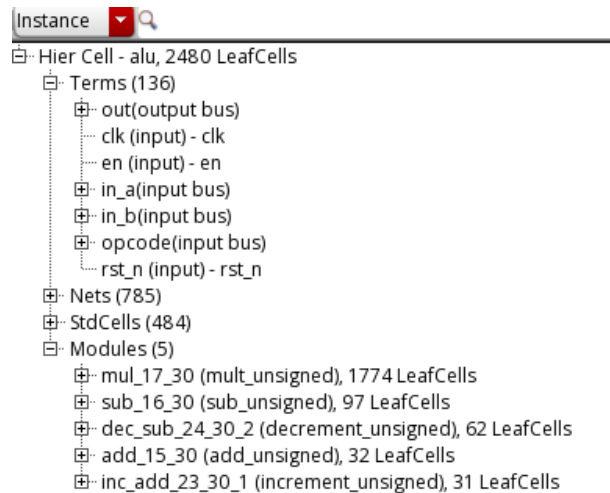 Instance
Hier Cell - alu, 2480 LeafCells
Terms (136)
out(output bus)
clk (input) - clk
en (input) - en
in_a(input bus)
in_b(input bus)
opcode(input bus)
rst_n (input) - rst_n
Nets (785)
StdCells (484)
Modules (5)
mul_17_30 (mult_unsigned), 1774 LeafCells
sub_16_30 (sub_unsigned), 97 LeafCells
dec_sub_24_30_2 (decrement_unsigned), 62 LeafCells
add_15_30 (add_unsigned), 32 LeafCells
inc_add_23_30_1 (increment_unsigned), 31 LeafCells